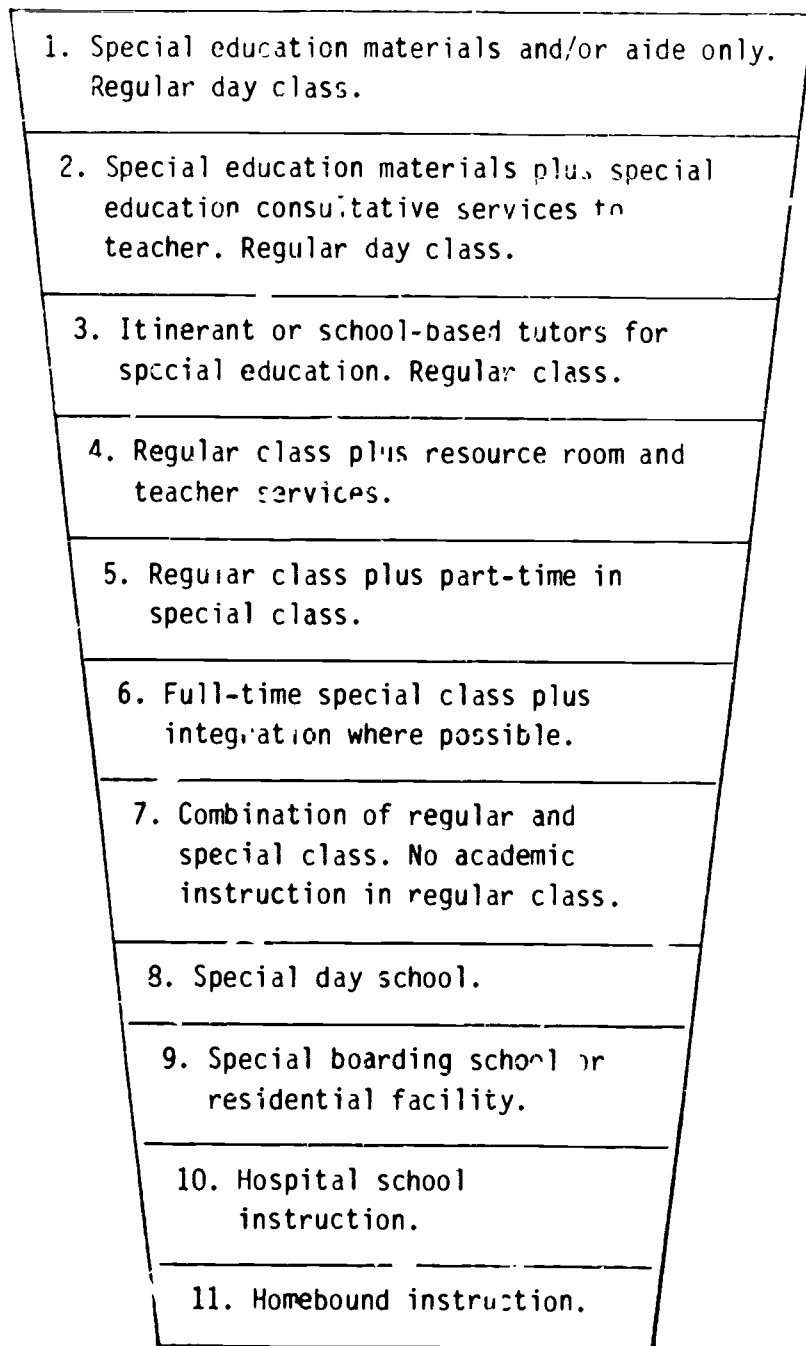 1. Special education materials and/or aide only.
Regular day class.
2. Special education materials plus special
education consultative services to
teacher. Regular day class.
3. Itinerant or school-based tutors for
special education. Regular class.
4. Regular class plus resource room and
teacher services.
5. Regular class plus part-time in
special class.
6. Full-time special class plus
integration where possible.
7. Combination of regular and
special class. No academic
instruction in regular class.
8. Special day school.
9. Special boarding school or
residential facility.
10. Hospital school
instruction.
11. Homebound instruction.